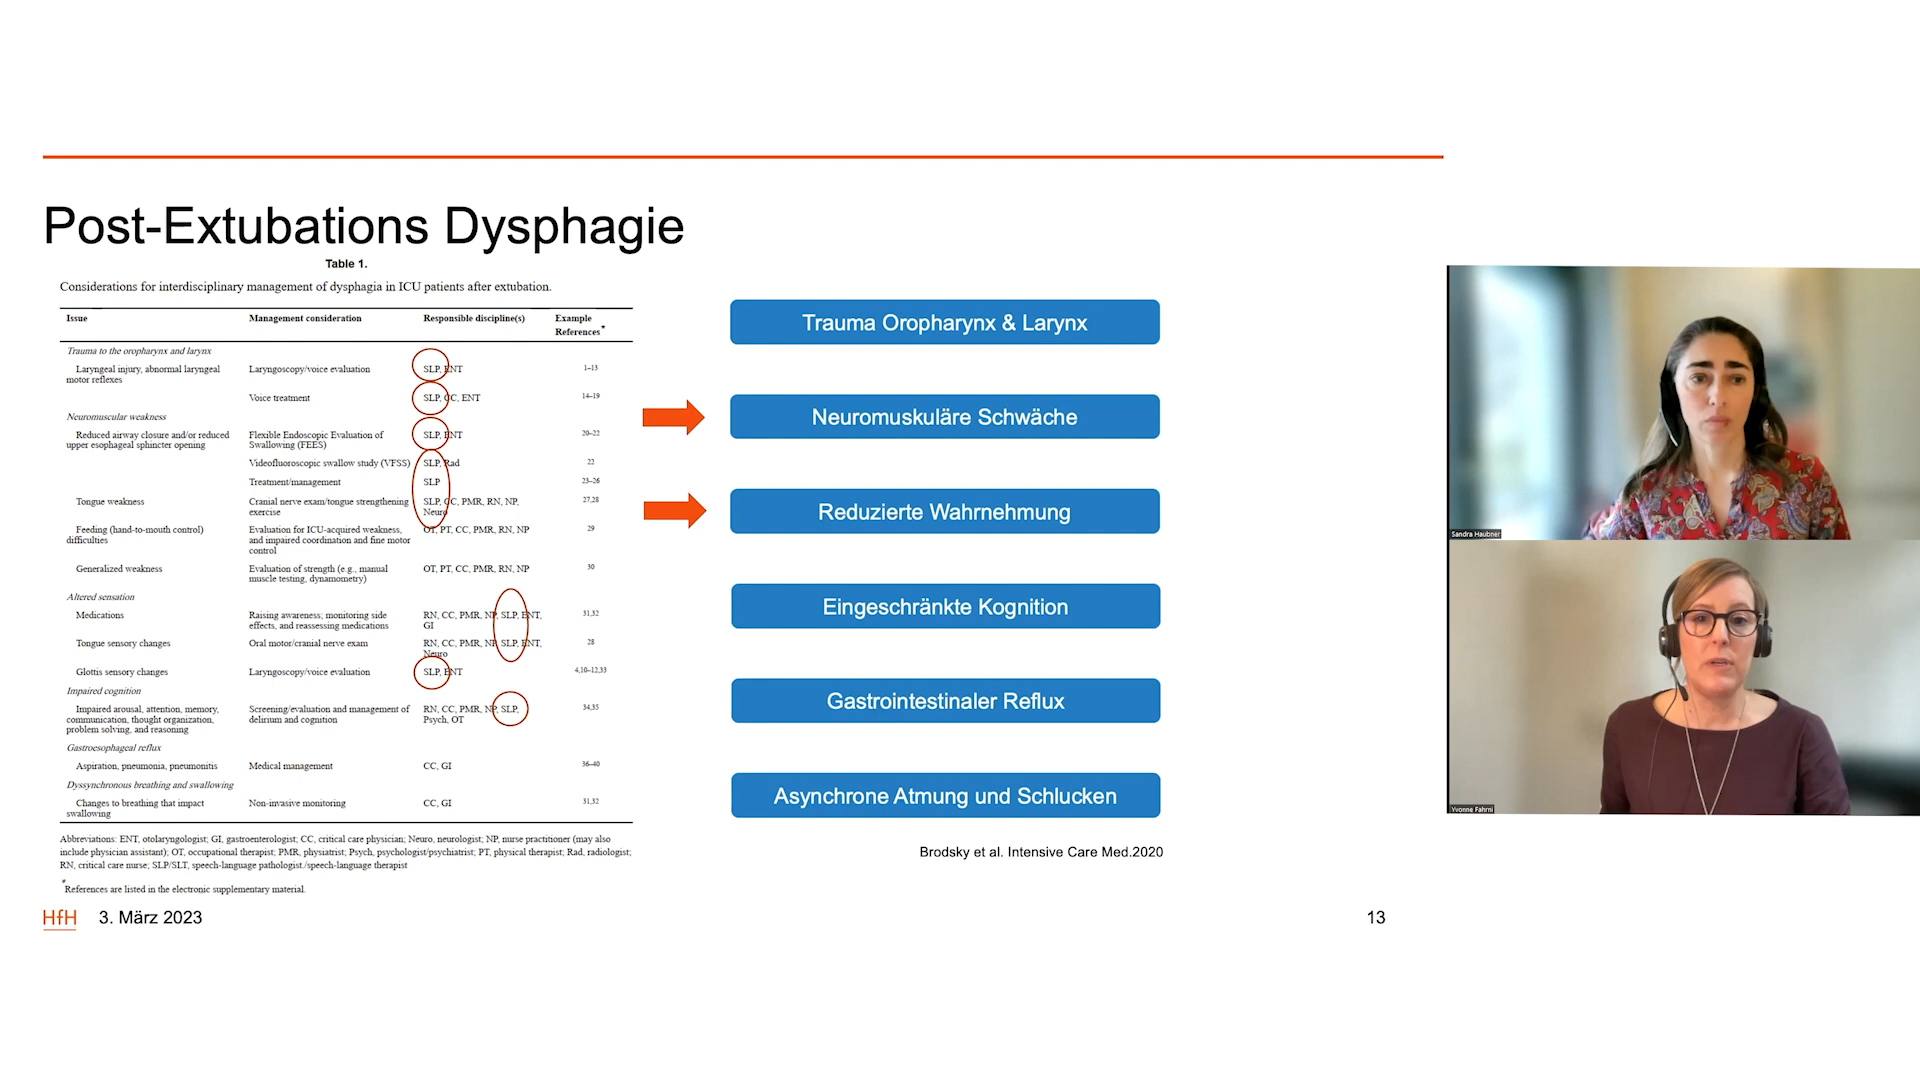 Post-Extubations Dysphagie
Table 1.
Considerations for interdisciplinary management of dysphagia in ICU patients after extubation.
Issue Management consideration Responsible discipline(s) Example References*
Trauma to the oropharynx and larynx
Laryngeal injury, abnormal laryngeal motor reflexes Laryngoscopy/voice evaluation SLP, ENT 1–13
Voice treatment SLP, CC, ENT 14–19
Neuromuscular weakness
Reduced airway closure and/or reduced upper esophageal sphincter opening Flexible Endoscopic Evaluation of Swallowing (FEES) SLP, ENT 20–22
Videofluoroscopic swallow study (VFSS) SLP, Rad 22
Treatment/management SLP 23–26
Tongue weakness Cranial nerve exam/tongue strengthening exercise SLP, CC, PMR, RN, NP, Neuro 27,28
Feeding (hand-to-mouth control) difficulties Evaluation for ICU-acquired weakness, and impaired coordination and fine motor control OT, PT, CC, PMR, RN, NP 29
Generalized weakness Evaluation of strength (e.g., manual muscle testing, dynamometry) OT, PT, CC, PMR, RN, NP 30
Altered sensation
Medications Raising awareness; monitoring side effects, and reassessing medications RN, CC, PMR, NP, SLP, ENT, GI 31,32
Tongue sensory changes Oral motor/cranial nerve exam RN, CC, PMR, NP, SLP, ENT, Neuro 28
Glottis sensory changes Laryngoscopy/voice evaluation SLP, ENT 4,10–12,33
Impaired cognition
Impaired arousal, attention, memory, communication, thought organization, problem solving, and reasoning Screening/evaluation and management of delirium and cognition RN, CC, PMR, NP, SLP, Psych, OT 34,35
Gastroesophageal reflux
Aspiration, pneumonia, pneumonitis Medical management CC, GI 36–40
Dyssynchronous breathing and swallowing
Changes to breathing that impact swallowing Non-invasive monitoring CC, GI 31,32
Abbreviations: ENT, otolaryngologist; GI, gastroenterologist; CC, critical care physician; Neuro, neurologist; NP, nurse practitioner (may also
include physician assistant); OT, occupational therapist; PMR, physiatrist; Psych, psychologist/psychiatrist; PT, physical therapist; Rad, radiologist;
RN, critical care nurse; SLP/SLT, speech-language pathologist./speech-language therapist
*References are listed in the electronic supplementary material.
Trauma Oropharynx & Larynx
Neuromuskuläre Schwäche
Reduzierte Wahrnehmung
Eingeschränkte Kognition
Gastrointestinaler Reflux
Asynchrone Atmung und Schlucken
Brodsky et al. Intensive Care Med.2020
HfH 3. März 2023
13
Sandra Haubner
Yvonne Fahrni